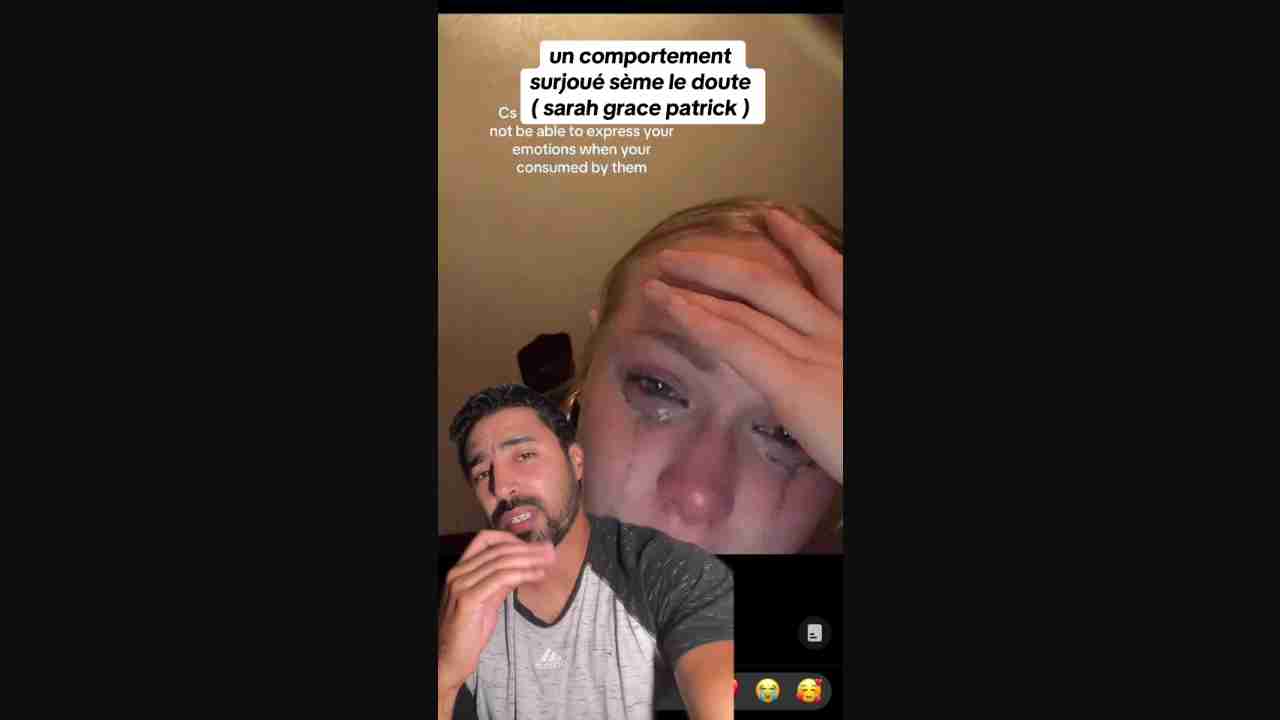 un comportement
surjoué sème le doute
( sarah grace patrick )
Cs
not be able to express your
emotions when your
consumed by them